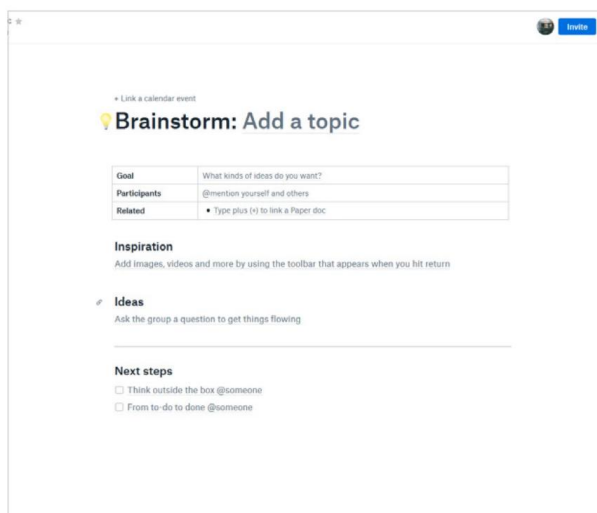 Invite
+ Link a calendar event
Brainstorm: Add a topic
Goal What kinds of ideas do you want?
Participants @mention yourself and others
Related • Type plus (+) to link a Paper doc
Inspiration
Add images, videos and more by using the toolbar that appears when you hit return
Ideas
Ask the group a question to get things flowing
Next steps
Think outside the box @someone
From to-do to done @someone